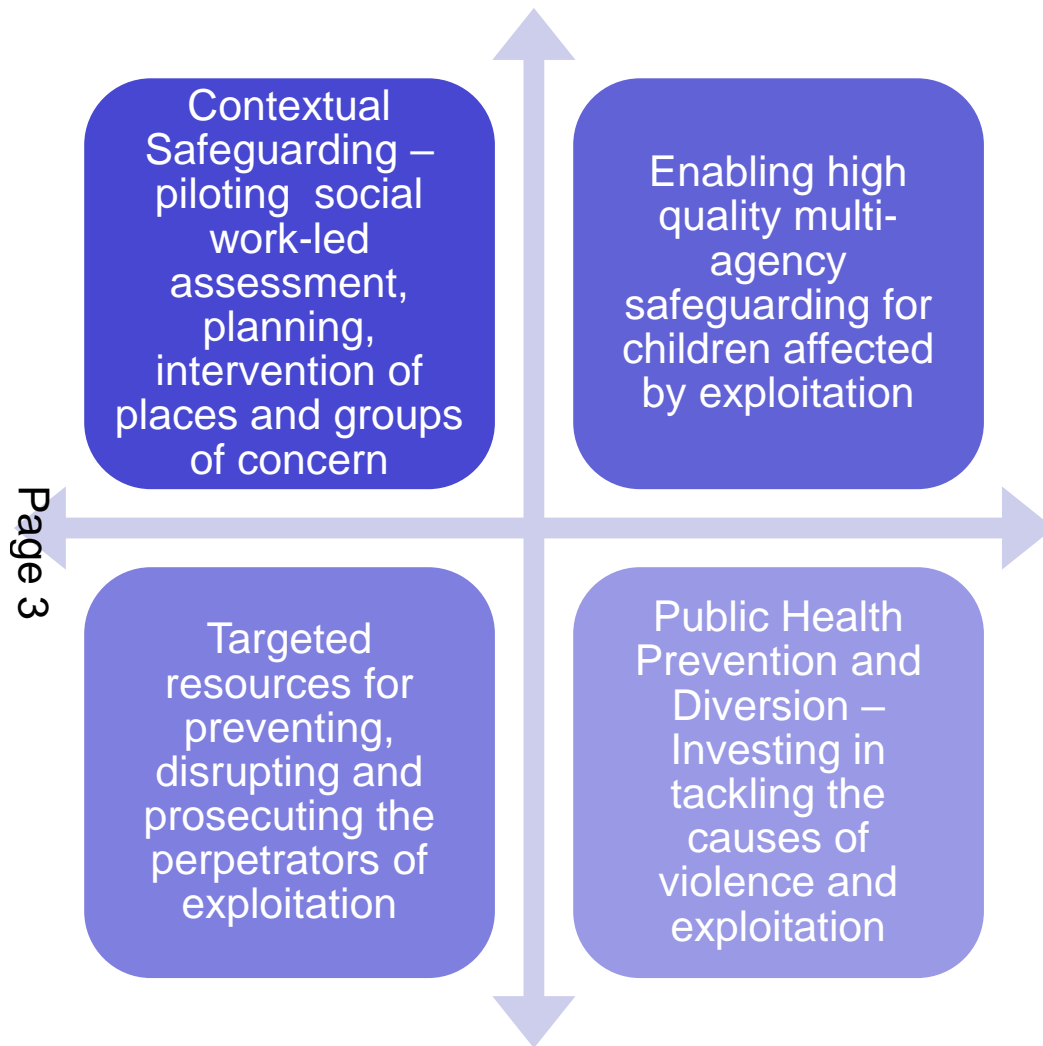 Contextual
Safeguarding –
piloting  social
work-led
assessment,
planning,
intervention of
places and groups
of concern
Enabling high
quality multi-
agency
safeguarding for
children affected
by exploitation
Page 3
Targeted
resources for
preventing,
disrupting and
prosecuting the
perpetrators of
exploitation
Public Health
Prevention and
Diversion –
Investing in
tackling the
causes of
violence and
exploitation